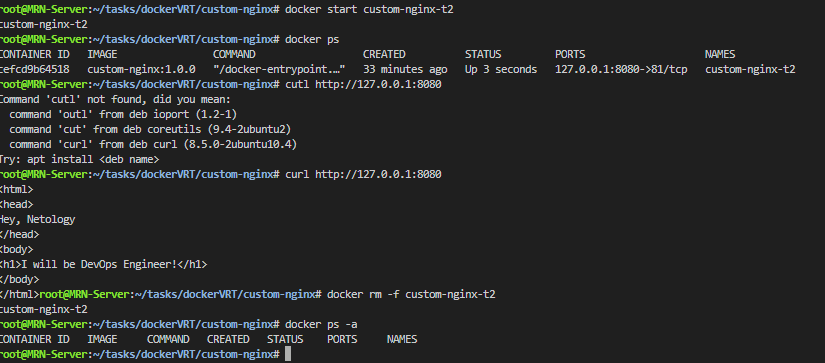 root@MRN-Server:~/tasks/dockerVRT/custom-nginx# docker start custom-nginx-t2
custom-nginx-t2
root@MRN-Server:~/tasks/dockerVRT/custom-nginx# docker ps
CONTAINER ID   IMAGE                COMMAND                  CREATED          STATUS         PORTS                    NAMES
cefcd9b64518   custom-nginx:1.0.0   "/docker-entrypoint.…"   33 minutes ago   Up 3 seconds   127.0.0.1:8080->81/tcp   custom-nginx-t2
root@MRN-Server:~/tasks/dockerVRT/custom-nginx# cutl http://127.0.0.1:8080
Command 'cutl' not found, did you mean:
  command 'outl' from deb ioport (1.2-1)
  command 'cut' from deb coreutils (9.4-2ubuntu2)
  command 'curl' from deb curl (8.5.0-2ubuntu10.4)
Try: apt install <deb name>
root@MRN-Server:~/tasks/dockerVRT/custom-nginx# curl http://127.0.0.1:8080
<html>
<head>
Hey, Netology
</head>
<body>
<h1>I will be DevOps Engineer!</h1>
</body>
</html>root@MRN-Server:~/tasks/dockerVRT/custom-nginx# docker rm -f custom-nginx-t2
custom-nginx-t2
root@MRN-Server:~/tasks/dockerVRT/custom-nginx# docker ps -a
CONTAINER ID   IMAGE     COMMAND   CREATED   STATUS    PORTS     NAMES
root@MRN-Server:~/tasks/dockerVRT/custom-nginx#